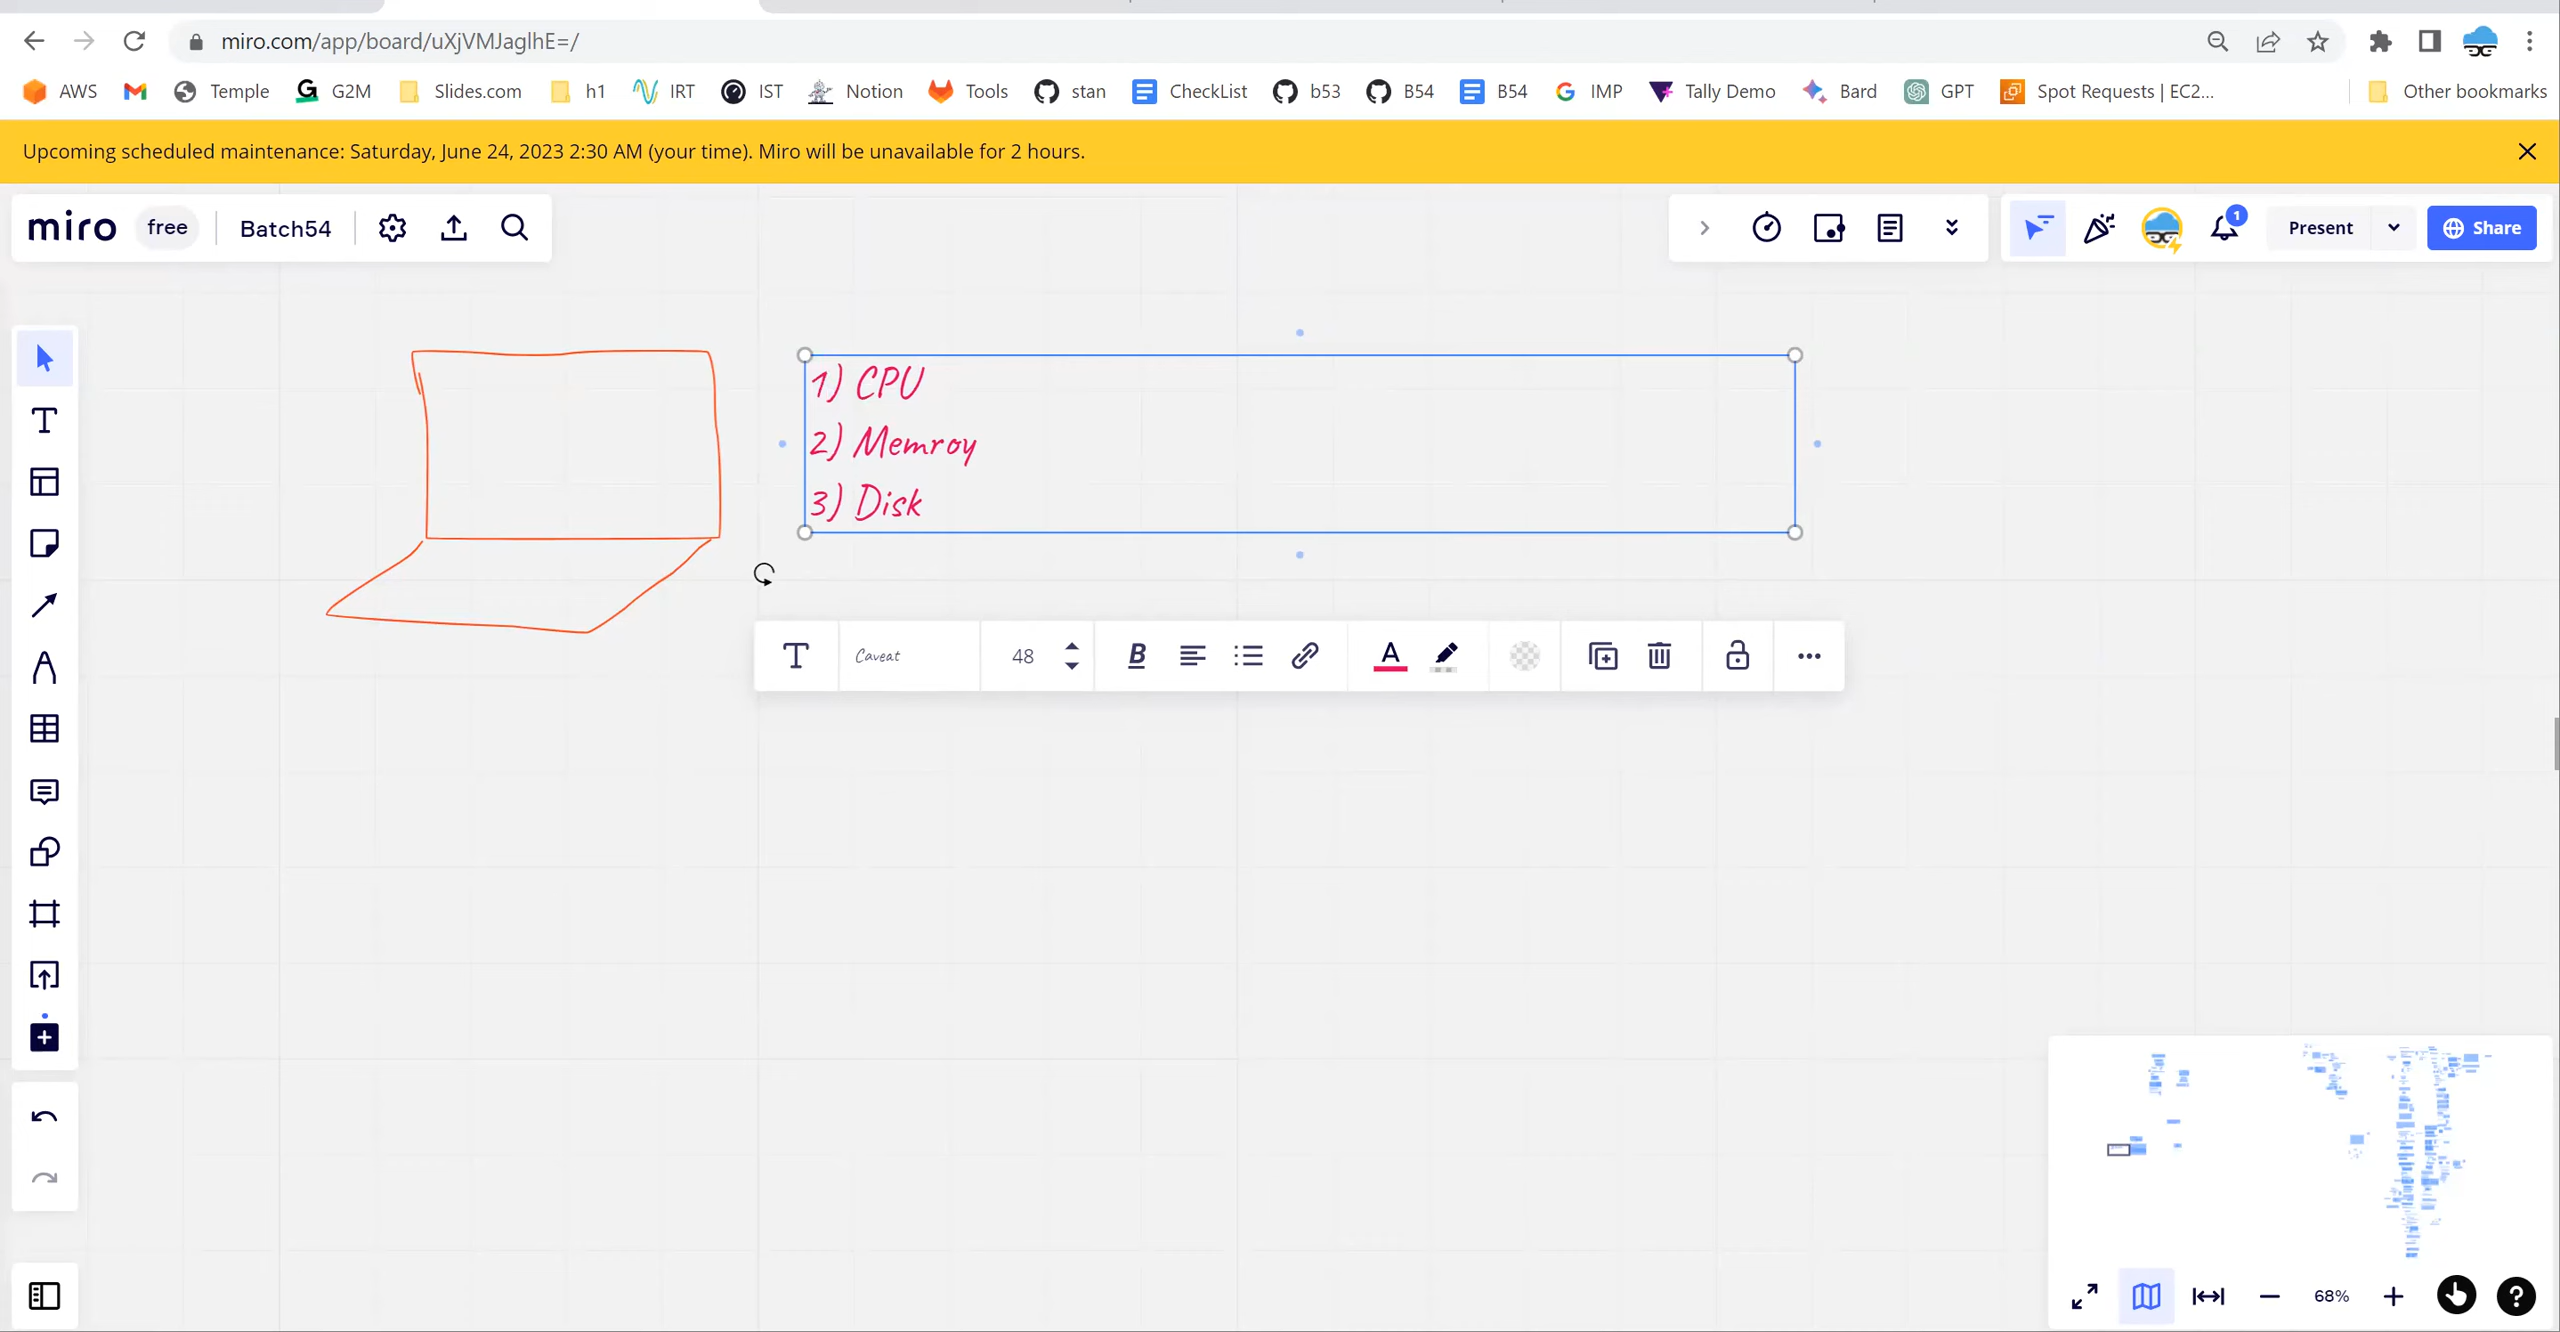 miro.com/app/board/uXjVMJaglhE=/
AWS Temple G2M Slides.com h1 IRT IST Notion Tools stan CheckList b53 B54 B54 IMP Tally Demo Bard GPT Spot Requests | EC2... Other bookmarks
Upcoming scheduled maintenance: Saturday, June 24, 2023 2:30 AM (your time). Miro will be unavailable for 2 hours.
miro free Batch54 1 Present Share
1) CPU
2) Memroy
3) Disk
Caveat 48 B A
68%